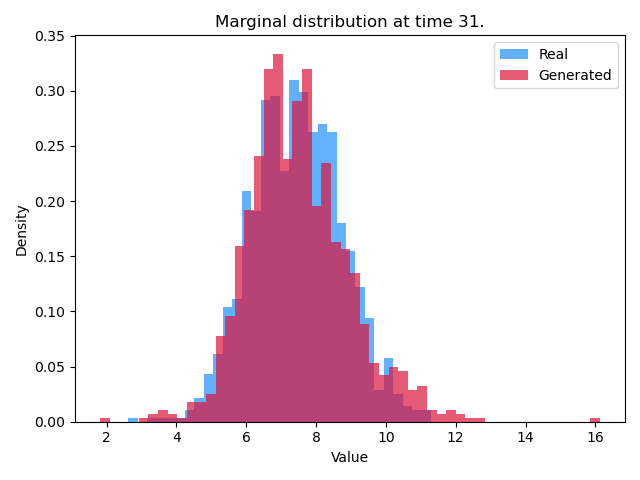 Marginal distribution at time 31.
Real
Generated
0.35
0.30
0.25
0.20
0.15
0.10
0.05
0.00
Density
2 4 6 8 10 12 14 16
Value